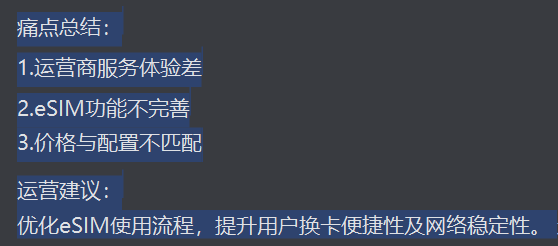 痛点总结：
1.运营商服务体验差
2.eSIM功能不完善
3.价格与配置不匹配
运营建议：
优化eSIM使用流程，提升用户换卡便捷性及网络稳定性。